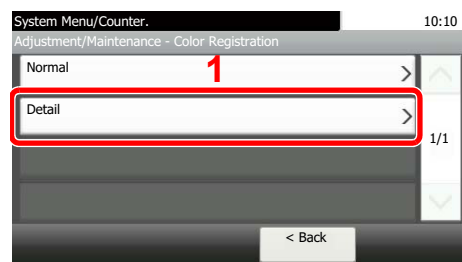 System Menu/Counter. 10:10
Adjustment/Maintenance - Color Registration
Normal
1
Detail
1/1
< Back